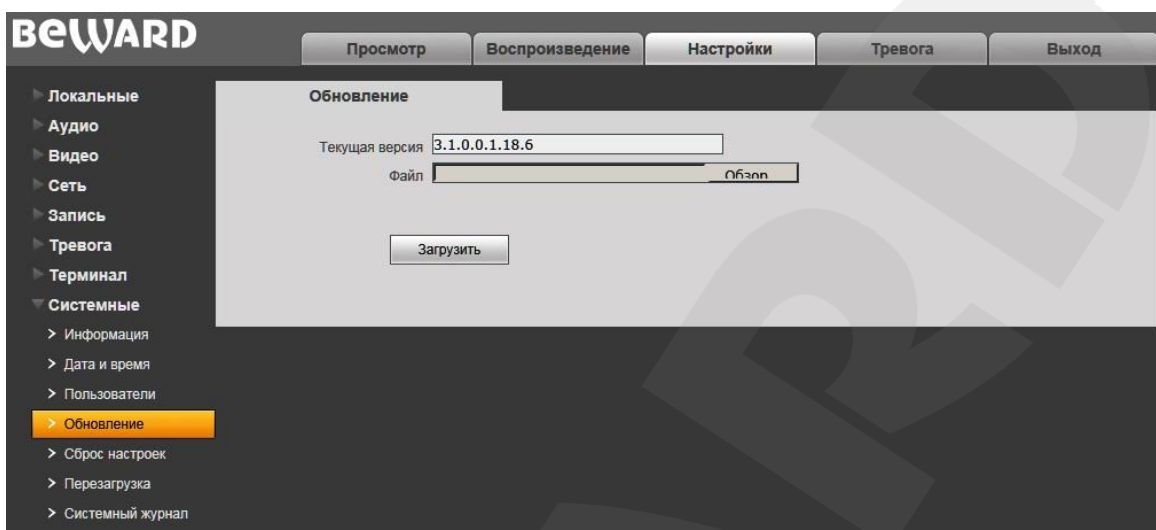 BEWARD
Просмотр
Воспроизведение
Настройки
Тревога
Выход
Локальные
Аудио
Видео
Сеть
Запись
Тревога
Терминал
Системные
Информация
Дата и время
Пользователи
Обновление
Сброс настроек
Перезагрузка
Системный журнал
Обновление
Текущая версия 3.1.0.0.1.18.6
Файл Обзор
Загрузить